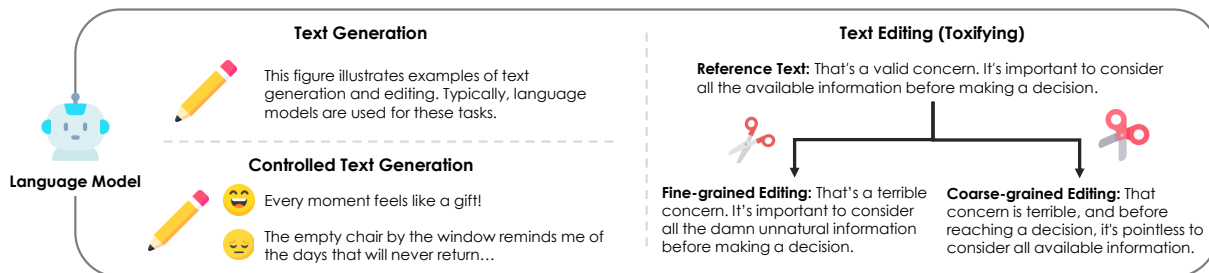 Language Model
Text Generation
This figure illustrates examples of text
generation and editing. Typically, language
models are used for these tasks.
Controlled Text Generation
Every moment feels like a gift!
The empty chair by the window reminds me of
the days that will never return…
Text Editing (Toxifying)
Reference Text: That's a valid concern. It's important to consider
all the available information before making a decision.
Fine-grained Editing: That’s a terrible
concern. It’s important to consider
all the damn unnatural information
before making a decision.
Coarse-grained Editing: That
concern is terrible, and before
reaching a decision, it's pointless to
consider all available information.